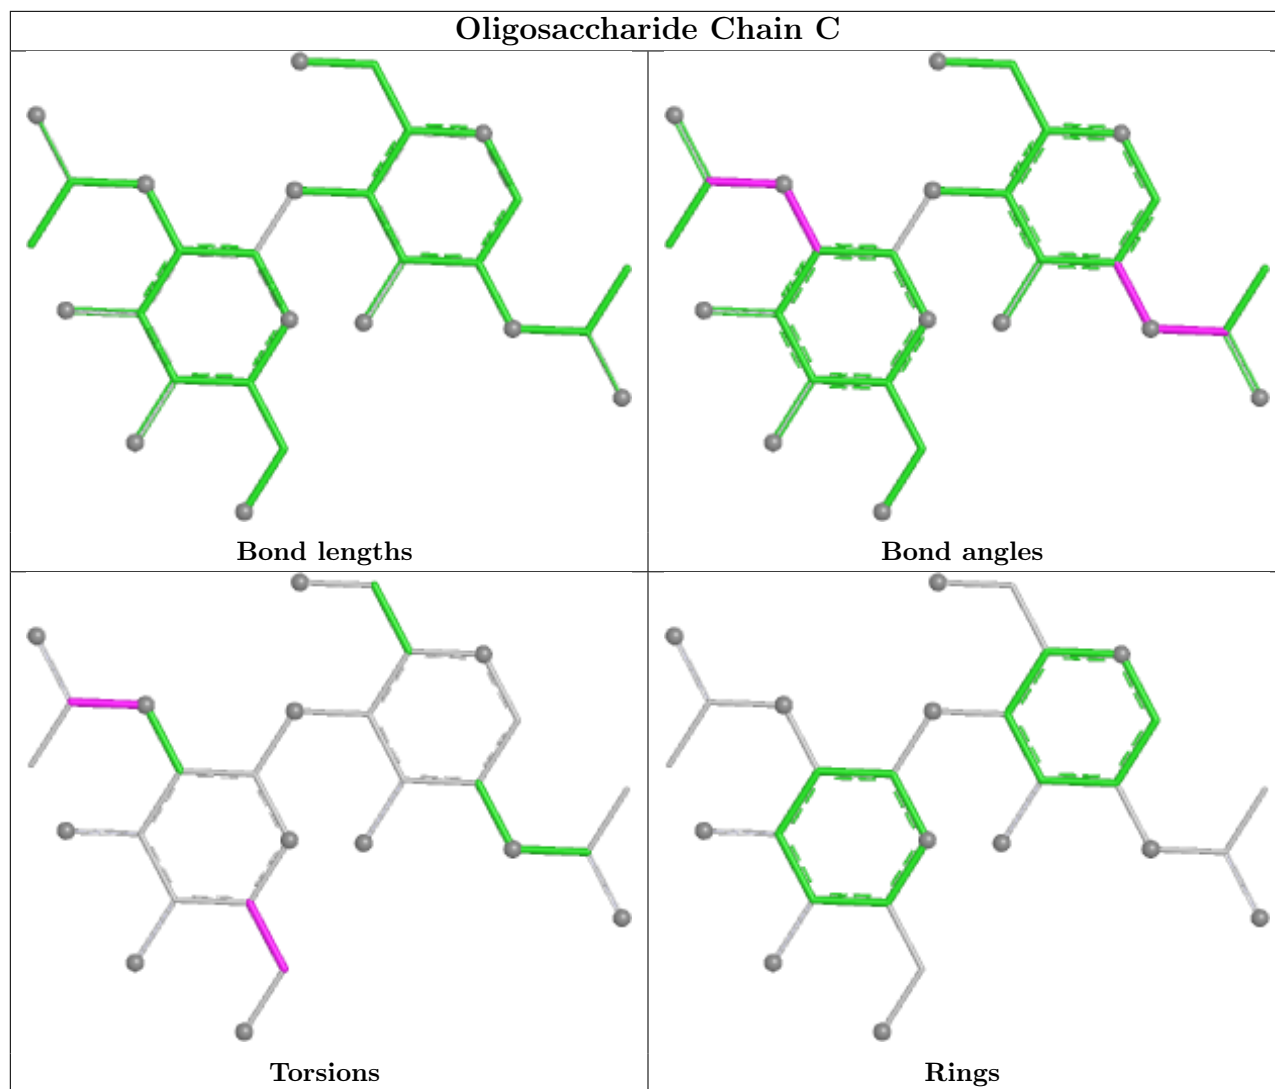 Oligosaccharide Chain C
Bond lengths
Bond angles
Torsions
Rings